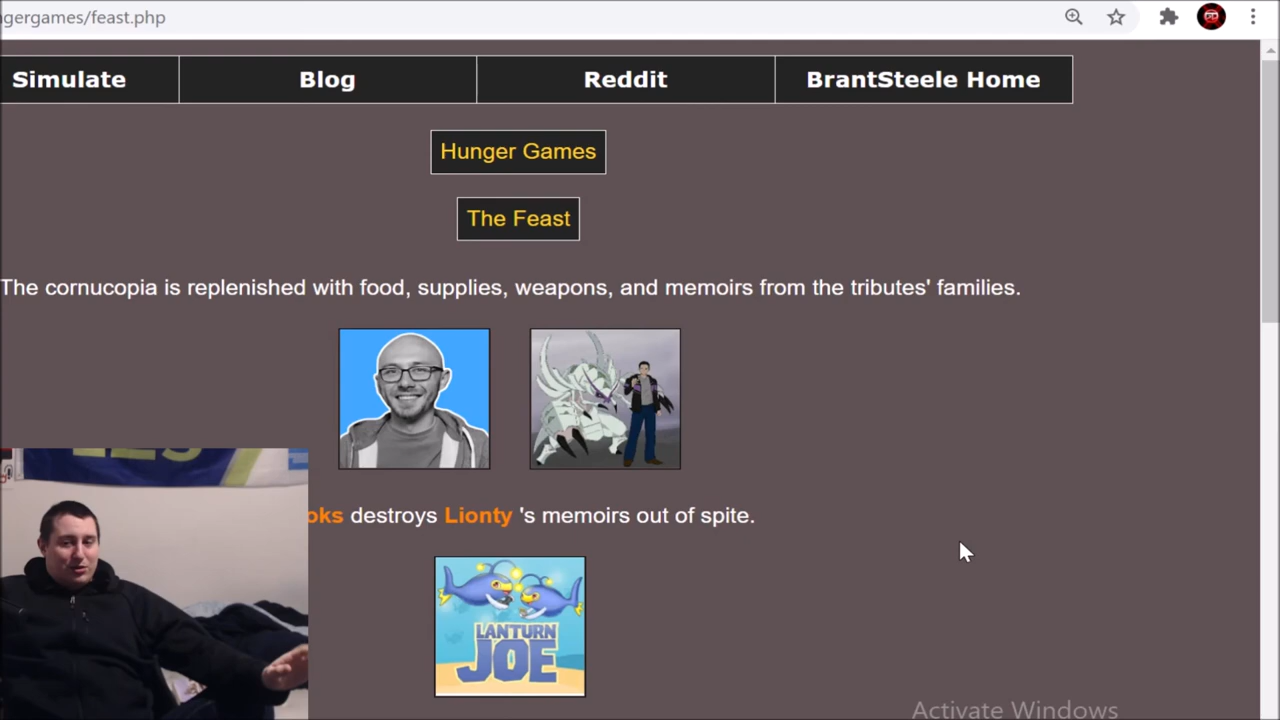 gergames/feast.php
Simulate Blog Reddit BrantSteele Home
Hunger Games
The Feast
The cornucopia is replenished with food, supplies, weapons, and memoirs from the tributes' families.
oks destroys Lionty 's memoirs out of spite.
LANTURN
JOE
Activate Windows